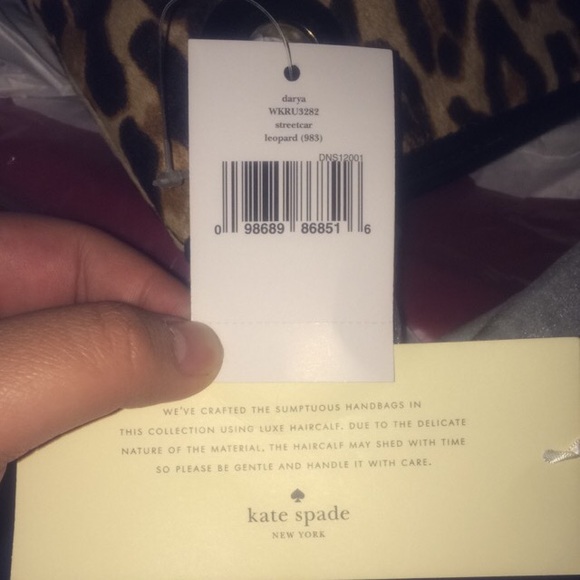 darya
WKRU3282
streetcar
leopard (983)
DNS12001
0 98689 86851 6
WE'VE CRAFTED THE SUMPTUOUS HANDBAGS IN
THIS COLLECTION USING LUXE HAIRCALF. DUE TO THE DELICATE
NATURE OF THE MATERIAL, THE HAIRCALF MAY SHED WITH TIME
SO PLEASE BE GENTLE AND HANDLE IT WITH CARE.
kate spade
NEW YORK